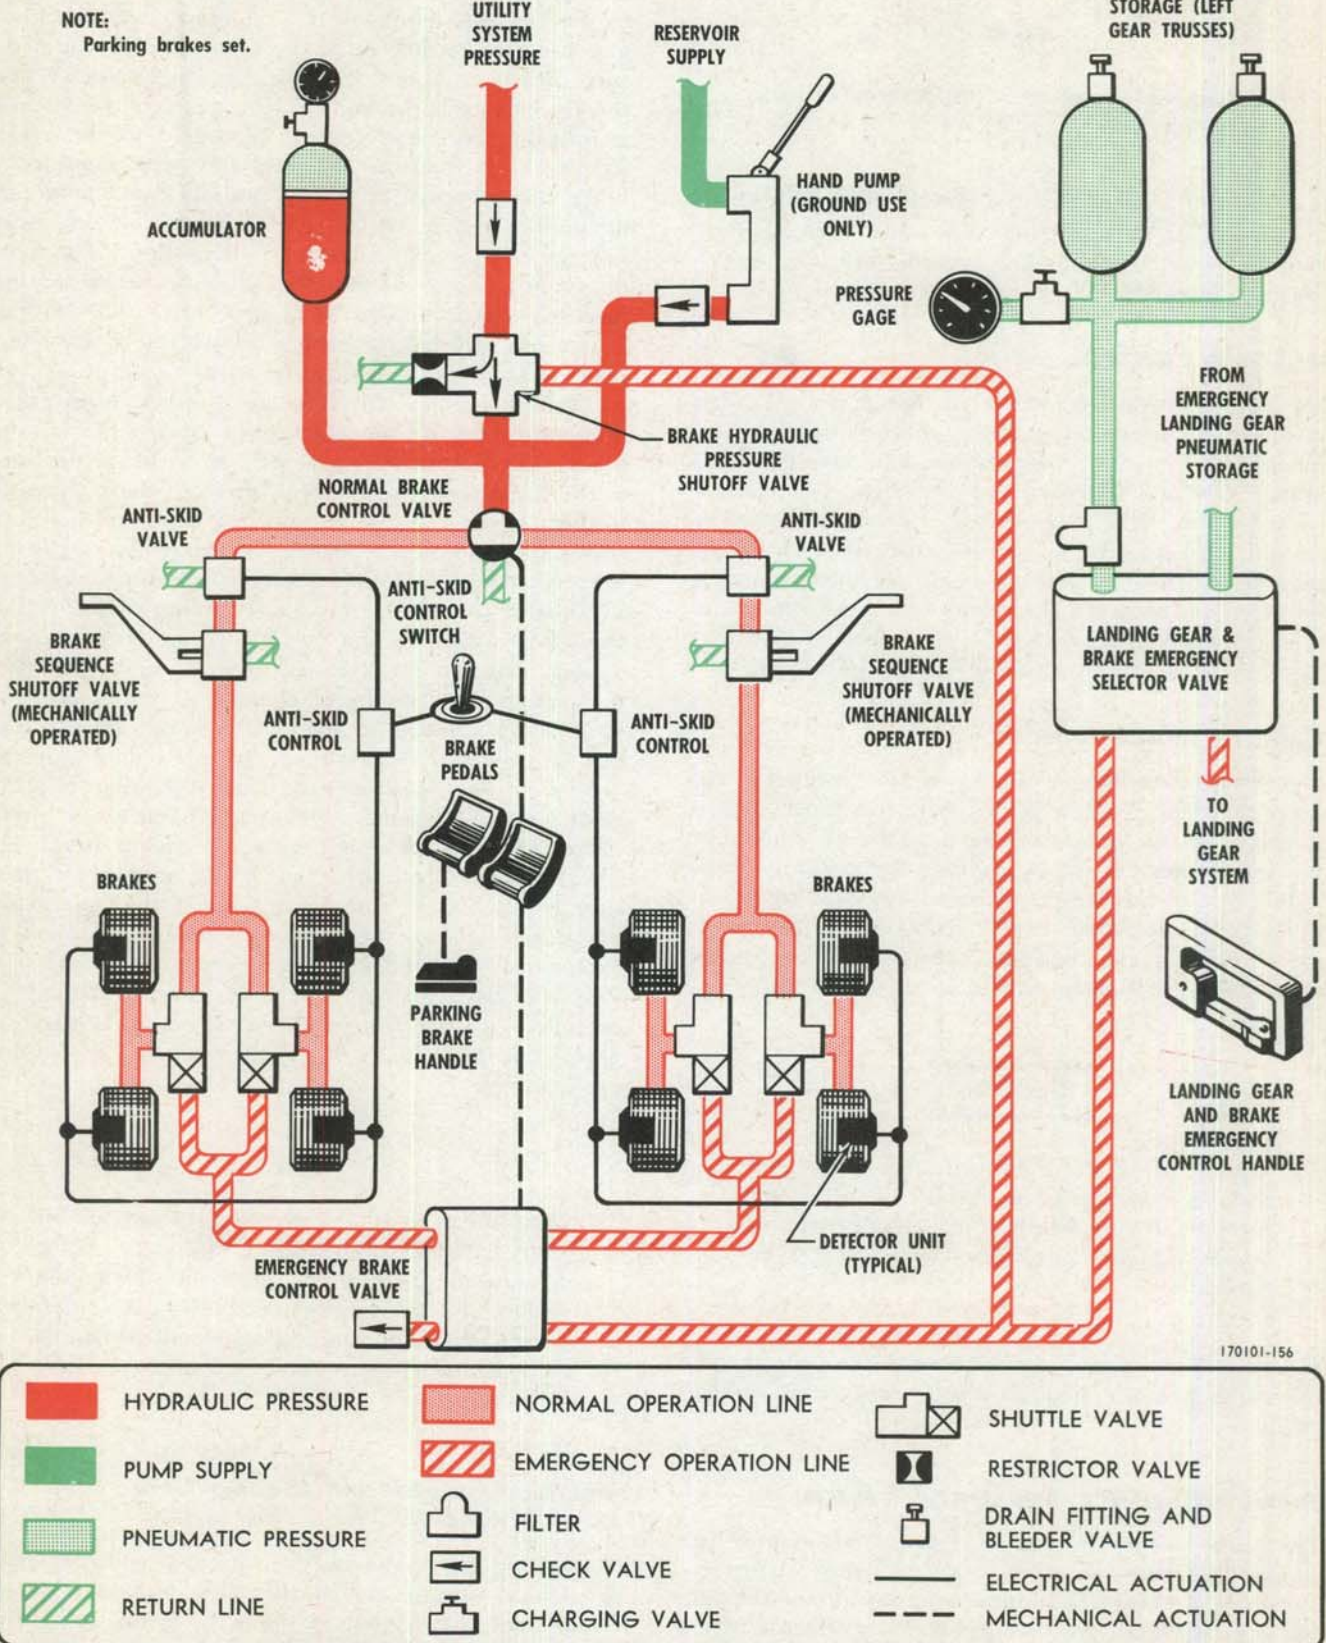 NOTE:
Parking brakes set.
UTILITY
SYSTEM
PRESSURE
RESERVOIR
SUPPLY
STORAGE (LEFT
GEAR TRUSSES)
ACCUMULATOR
HAND PUMP
(GROUND USE
ONLY)
PRESSURE
GAGE
FROM
EMERGENCY
LANDING GEAR
PNEUMATIC
STORAGE
BRAKE HYDRAULIC
PRESSURE
SHUTOFF VALVE
NORMAL BRAKE
CONTROL VALVE
ANTI-SKID
VALVE
ANTI-SKID
VALVE
ANTI-SKID
CONTROL
SWITCH
BRAKE
SEQUENCE
SHUTOFF VALVE
(MECHANICALLY
OPERATED)
BRAKE
SEQUENCE
SHUTOFF VALVE
(MECHANICALLY
OPERATED)
LANDING GEAR &
BRAKE EMERGENCY
SELECTOR VALVE
ANTI-SKID
CONTROL
ANTI-SKID
CONTROL
BRAKE
PEDALS
TO
LANDING
GEAR
SYSTEM
BRAKES
BRAKES
PARKING
BRAKE
HANDLE
LANDING GEAR
AND BRAKE
EMERGENCY
CONTROL HANDLE
DETECTOR UNIT
(TYPICAL)
EMERGENCY BRAKE
CONTROL VALVE
170101-156
HYDRAULIC PRESSURE
PUMP SUPPLY
PNEUMATIC PRESSURE
RETURN LINE
NORMAL OPERATION LINE
EMERGENCY OPERATION LINE
FILTER
CHECK VALVE
CHARGING VALVE
SHUTTLE VALVE
RESTRICTOR VALVE
DRAIN FITTING AND
BLEEDER VALVE
ELECTRICAL ACTUATION
MECHANICAL ACTUATION